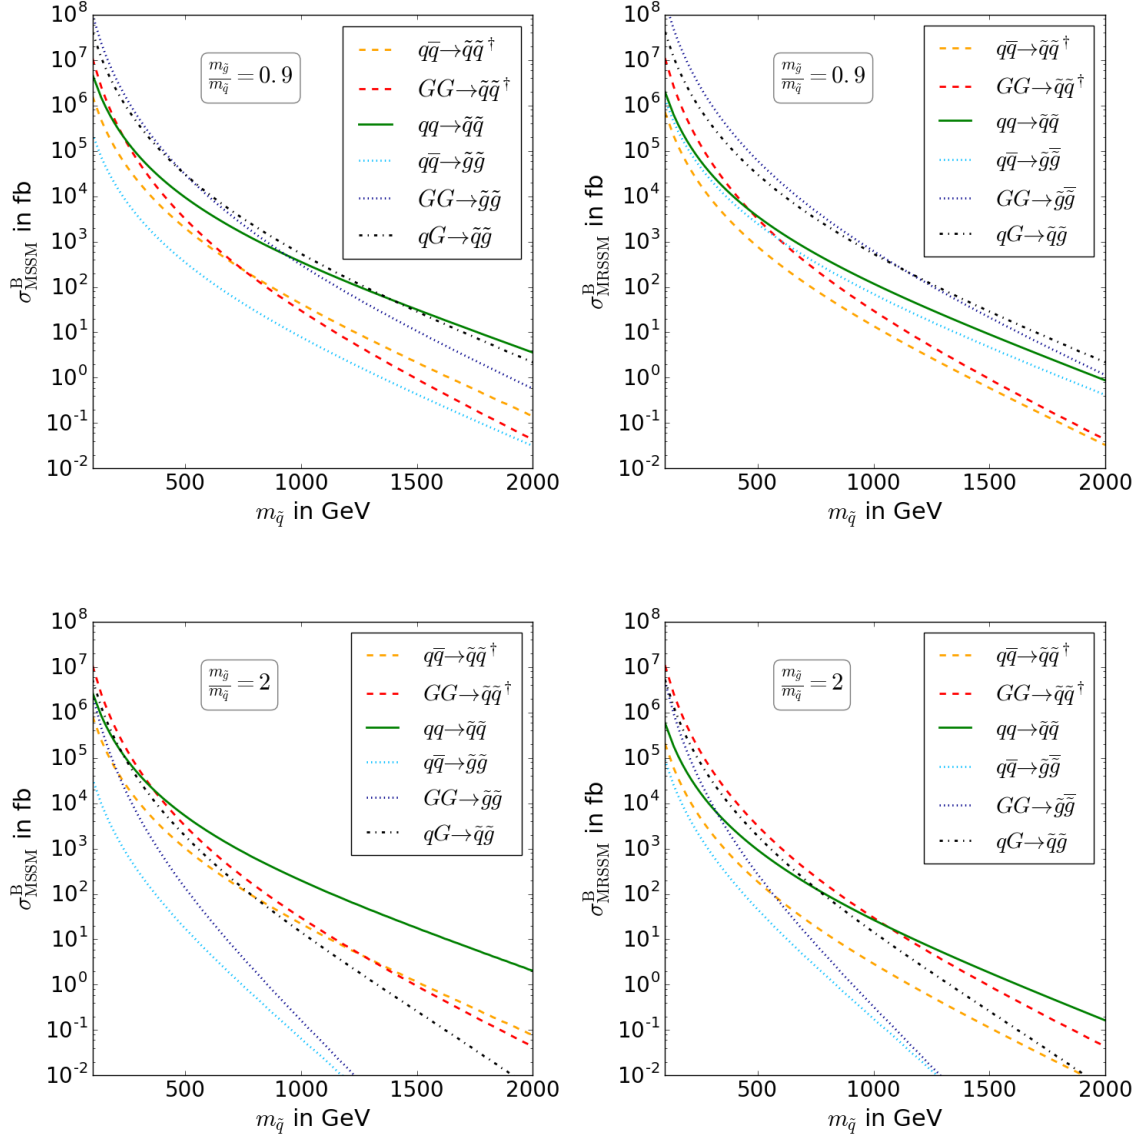 10^8
10^7
10^6
10^5
10^4
10^3
10^2
10^1
10^0
10^-1
10^-2
σ^B_MSSM in fb
m_g̃/m_q̃ = 0.9
qq̅→q̃q̃†
GG→q̃q̃†
qq→q̃q̃
qq̅→g̃g̃
GG→g̃g̃
qG→q̃g̃
500 1000 1500 2000
m_q̃ in GeV
10^8
10^7
10^6
10^5
10^4
10^3
10^2
10^1
10^0
10^-1
10^-2
σ^B_MRSSM in fb
m_g̃/m_q̃ = 0.9
qq̅→q̃q̃†
GG→q̃q̃†
qq→q̃q̃
qq̅→g̃g̃̅
GG→g̃g̃̅
qG→q̃g̃
500 1000 1500 2000
m_q̃ in GeV
10^8
10^7
10^6
10^5
10^4
10^3
10^2
10^1
10^0
10^-1
10^-2
σ^B_MSSM in fb
m_g̃/m_q̃ = 2
qq̅→q̃q̃†
GG→q̃q̃†
qq→q̃q̃
qq̅→g̃g̃
GG→g̃g̃
qG→q̃g̃
500 1000 1500 2000
m_q̃ in GeV
10^8
10^7
10^6
10^5
10^4
10^3
10^2
10^1
10^0
10^-1
10^-2
σ^B_MRSSM in fb
m_g̃/m_q̃ = 2
qq̅→q̃q̃†
GG→q̃q̃†
qq→q̃q̃
qq̅→g̃g̃̅
GG→g̃g̃̅
qG→q̃g̃
500 1000 1500 2000
m_q̃ in GeV